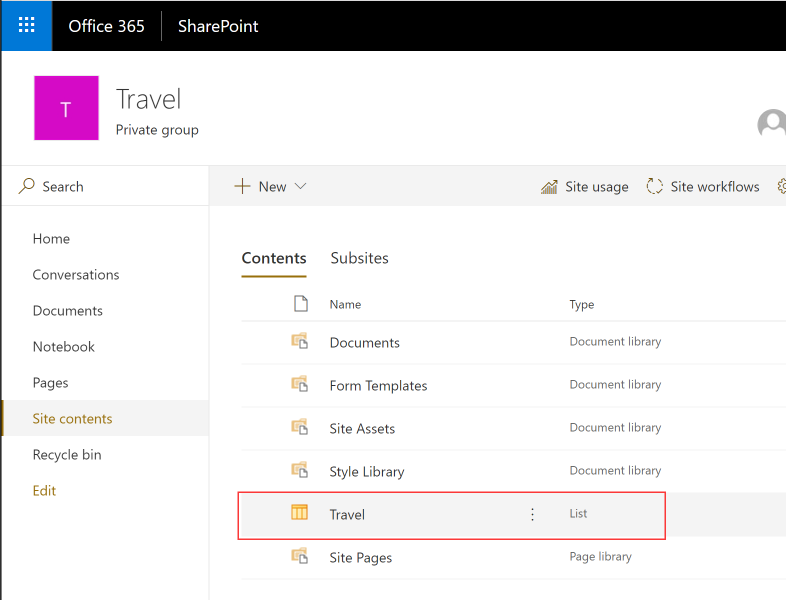 Office 365 SharePoint
T
Travel
Private group
Search
New
Site usage
Site workflows
Home
Conversations
Documents
Notebook
Pages
Site contents
Recycle bin
Edit
Contents Subsites
Name Type
Documents Document library
Form Templates Document library
Site Assets Document library
Style Library Document library
Travel List
Site Pages Page library